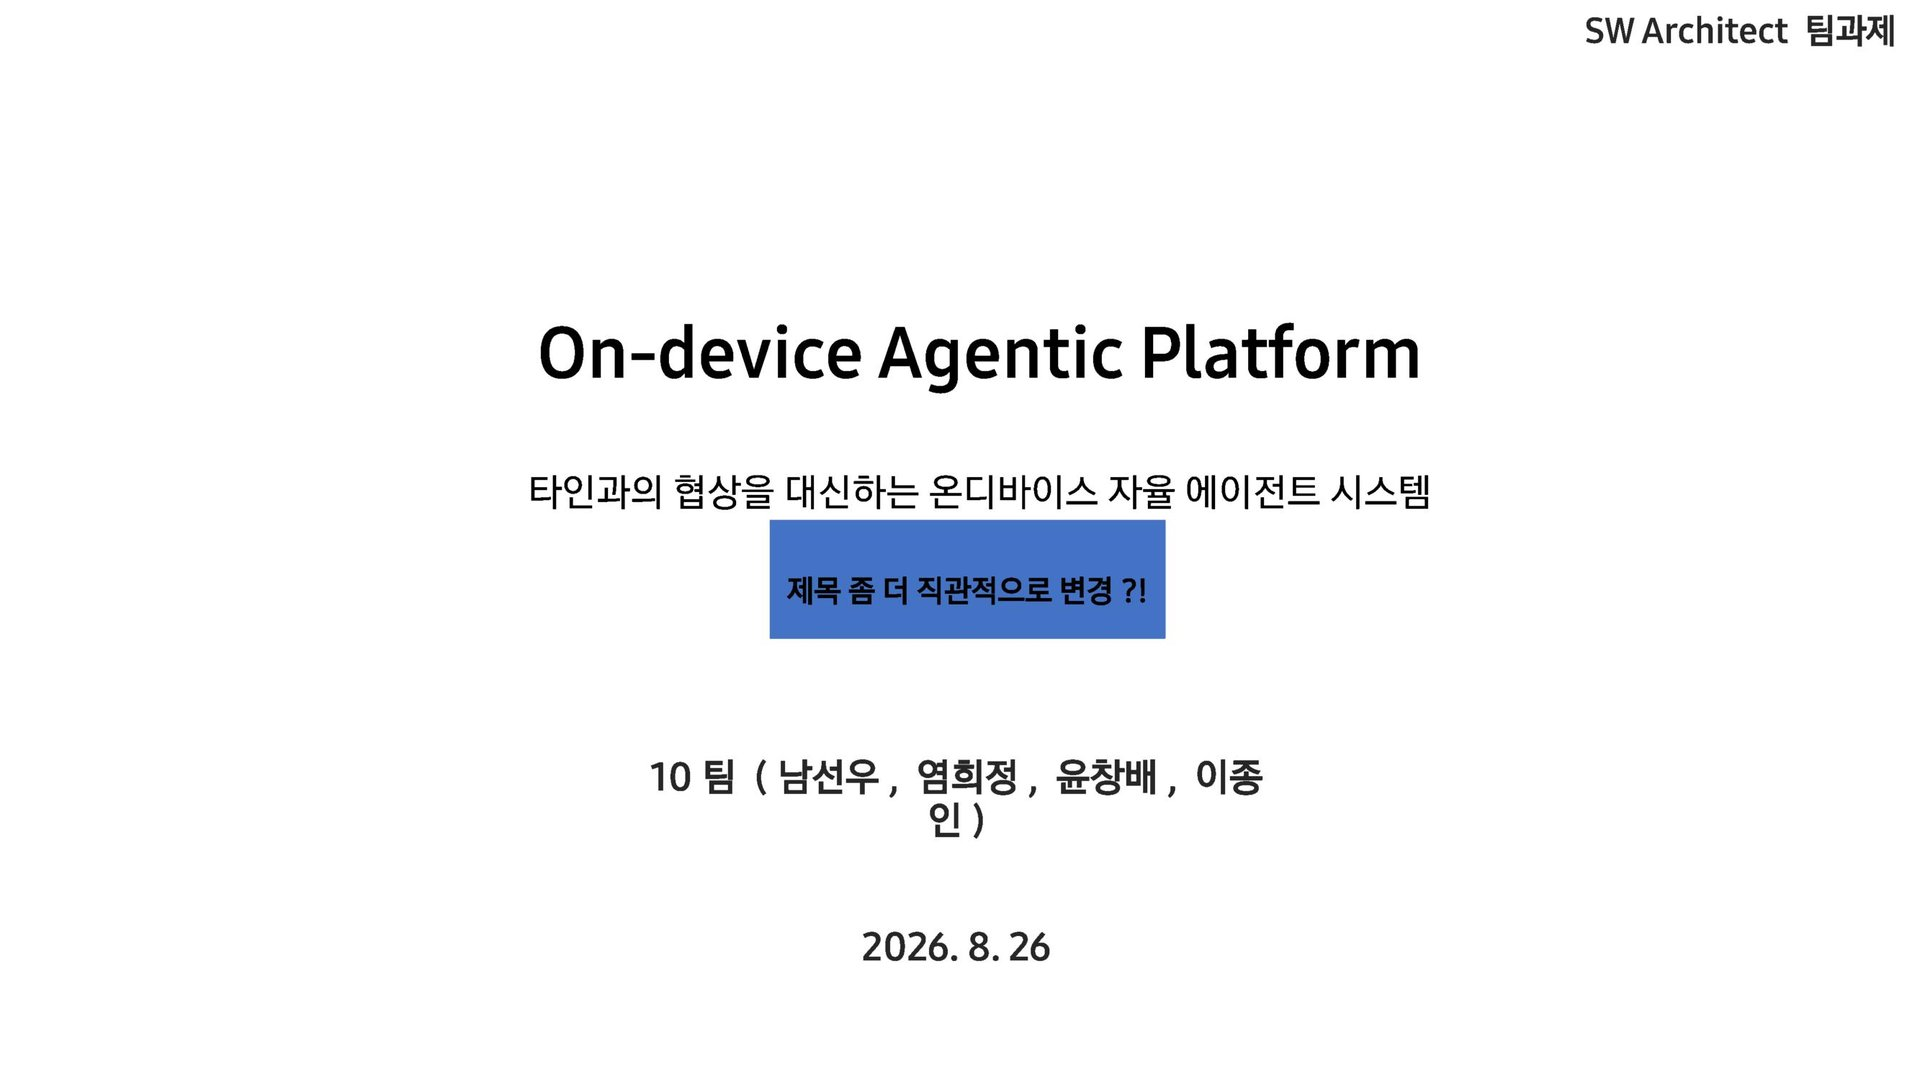 SW Architect 팀과제
On-device Agentic Platform
타인과의 협상을 대신하는 온디바이스 자율 에이전트 시스템
제목 좀 더 직관적으로 변경 ?!
10 팀 ( 남선우 , 염희정 , 윤창배 , 이종
인 )
2026. 8. 26